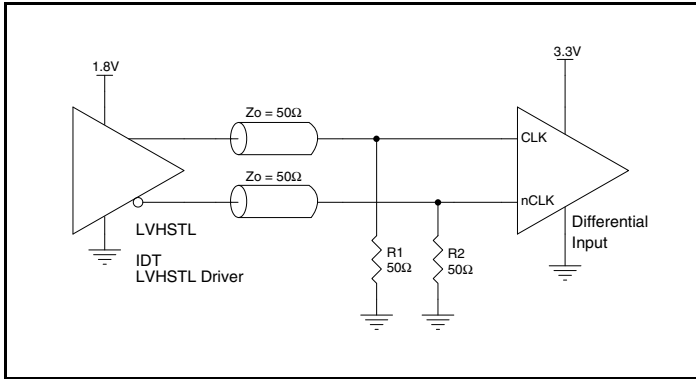 1.8V
3.3V
Zo = 50Ω
CLK
Zo = 50Ω
nCLK
LVHSTL
IDT
LVHSTL Driver
R1
50Ω
R2
50Ω
Differential
Input